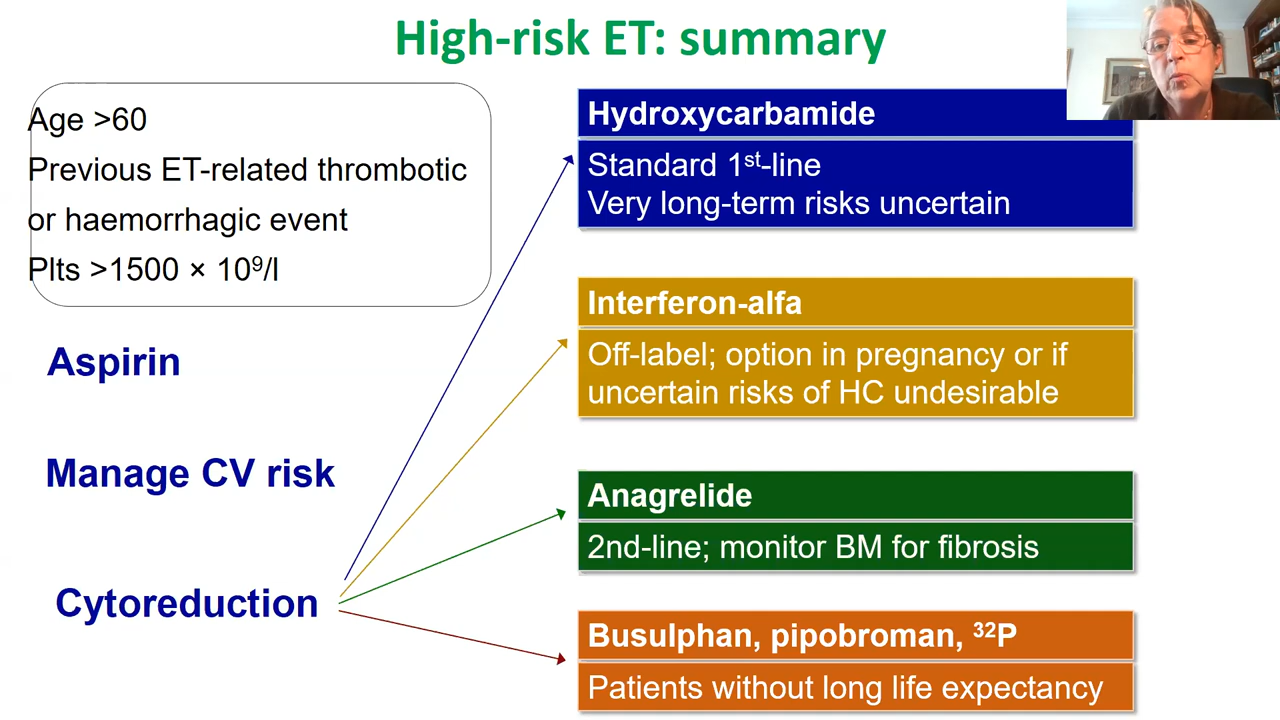 High-risk ET: summary
Age >60
Previous ET-related thrombotic
or haemorrhagic event
Plts >1500 × 10⁹/l
Aspirin
Manage CV risk
Cytoreduction
Hydroxycarbamide
Standard 1ˢᵗ-line
Very long-term risks uncertain
Interferon-alfa
Off-label; option in pregnancy or if
uncertain risks of HC undesirable
Anagrelide
2nd-line; monitor BM for fibrosis
Busulphan, pipobroman, ³²P
Patients without long life expectancy